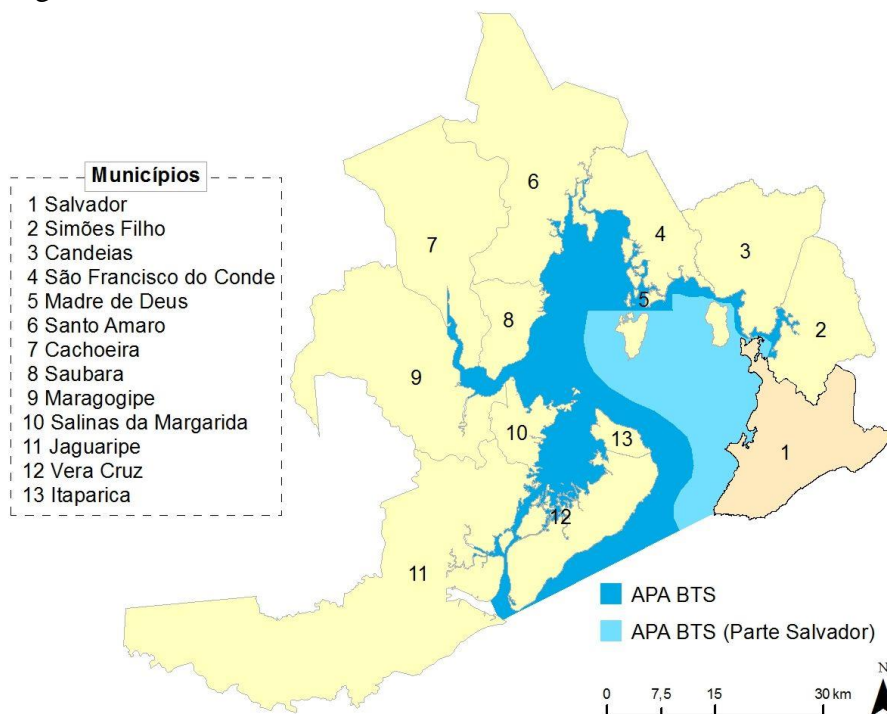 Municípios
1 Salvador
2 Simões Filho
3 Candeias
4 São Francisco do Conde
5 Madre de Deus
6 Santo Amaro
7 Cachoeira
8 Saubara
9 Maragogipe
10 Salinas da Margarida
11 Jaguaripe
12 Vera Cruz
13 Itaparica
6
4
3
7
5
2
8
9
10
13
1
12
11
APA BTS
APA BTS (Parte Salvador)
N
0 7,5 15 30 km